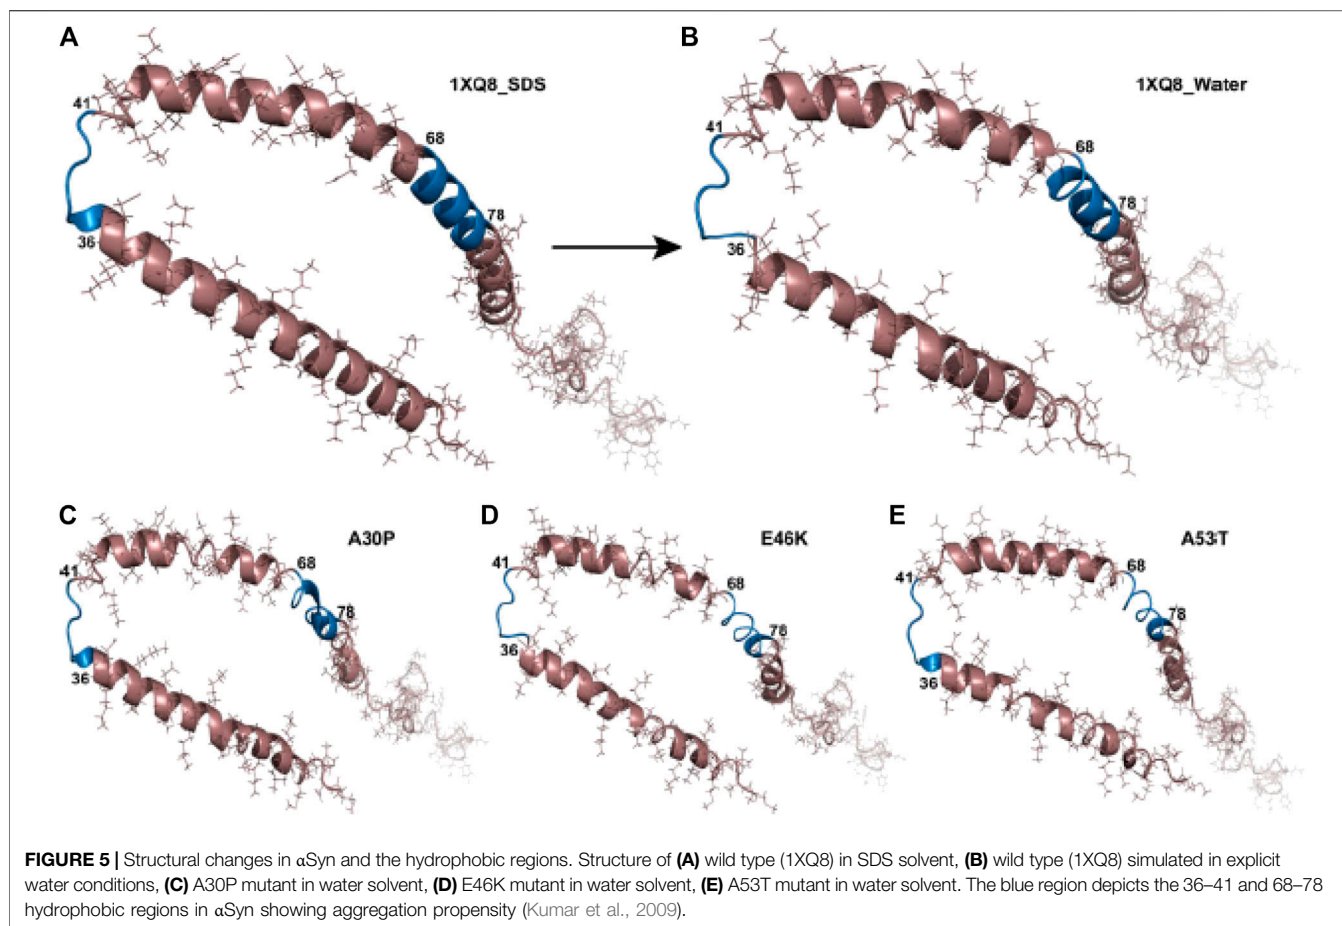 A
1XQ8_SDS
41
68
78
36
B
1XQ8_Water
41
68
78
36
C
A30P
41
68
78
36
D
E46K
41
68
78
36
E
A53T
41
68
78
36
FIGURE 5 | Structural changes in αSyn and the hydrophobic regions. Structure of (A) wild type (1XQ8) in SDS solvent, (B) wild type (1XQ8) simulated in explicit
water conditions, (C) A30P mutant in water solvent, (D) E46K mutant in water solvent, (E) A53T mutant in water solvent. The blue region depicts the 36–41 and 68–78
hydrophobic regions in αSyn showing aggregation propensity (Kumar et al., 2009).